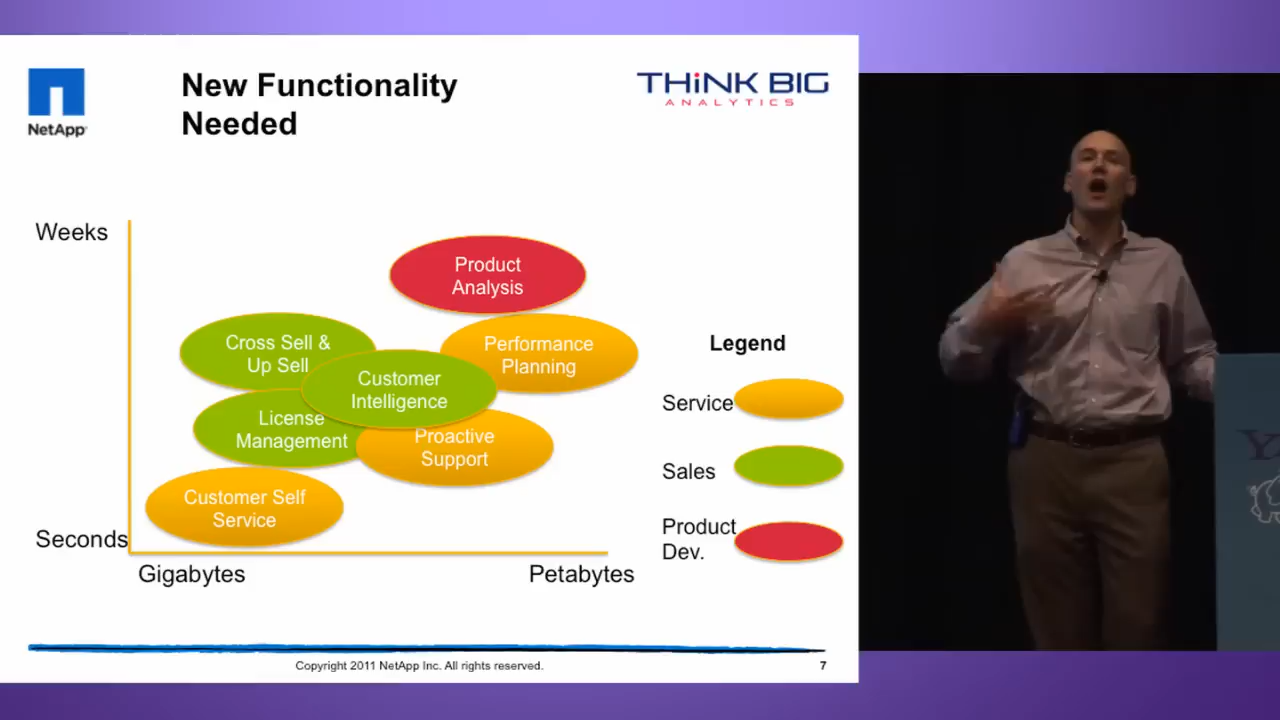 NetApp
New Functionality
Needed
THiNK BIG
ANALYTICS
Weeks
Product
Analysis
Cross Sell &
Up Sell
Performance
Planning
Customer
Intelligence
License
Management
Proactive
Support
Customer Self
Service
Seconds
Gigabytes
Petabytes
Legend
Service
Sales
Product
Dev.
Copyright 2011 NetApp Inc. All rights reserved.
7